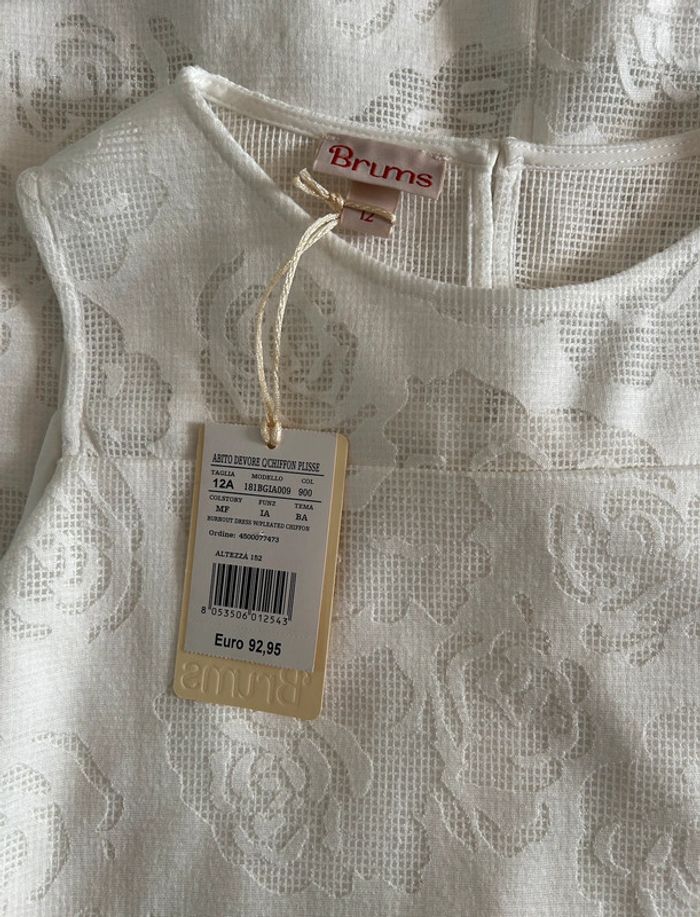 Brums
12
ABITO DEVORE C/CHIFFON PLISSE
TAGLIA MODELLO COL
12A 181BGIA009 900
COLSTORY FUNZ TEMA
MF IA BA
BURNOUT DRESS W/PLEATED CHIFFON
Ordine: 4500077473
ALTEZZA 152
8 053506 012543
Euro 92,95
Brums